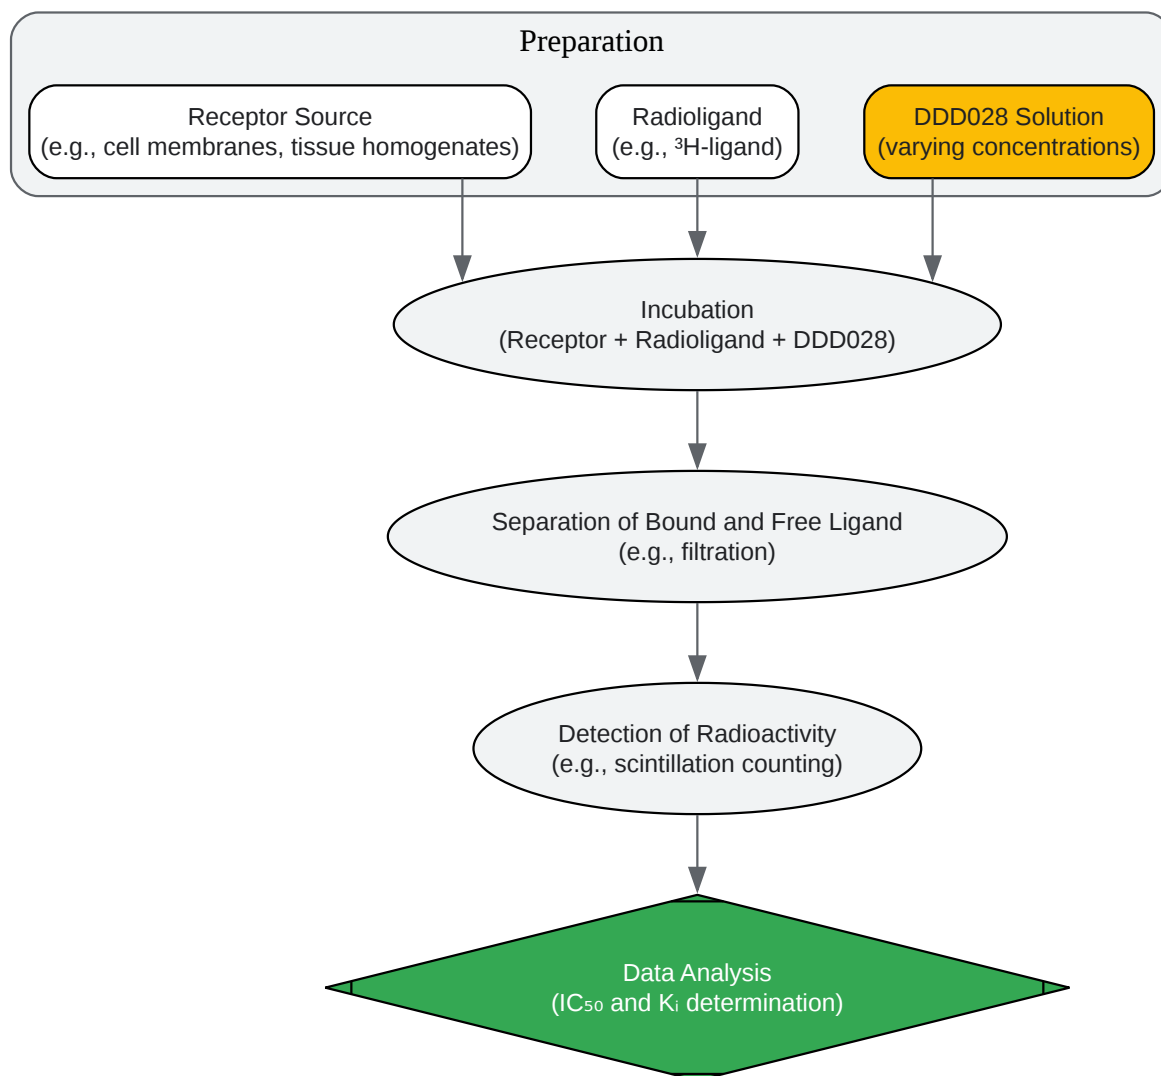 Preparation
Receptor Source
(e.g., cell membranes, tissue homogenates)
Radioligand
(e.g., ³H-ligand)
DDD028 Solution
(varying concentrations)
Incubation
(Receptor + Radioligand + DDD028)
Separation of Bound and Free Ligand
(e.g., filtration)
Detection of Radioactivity
(e.g., scintillation counting)
Data Analysis
(IC₅₀ and Kᵢ determination)